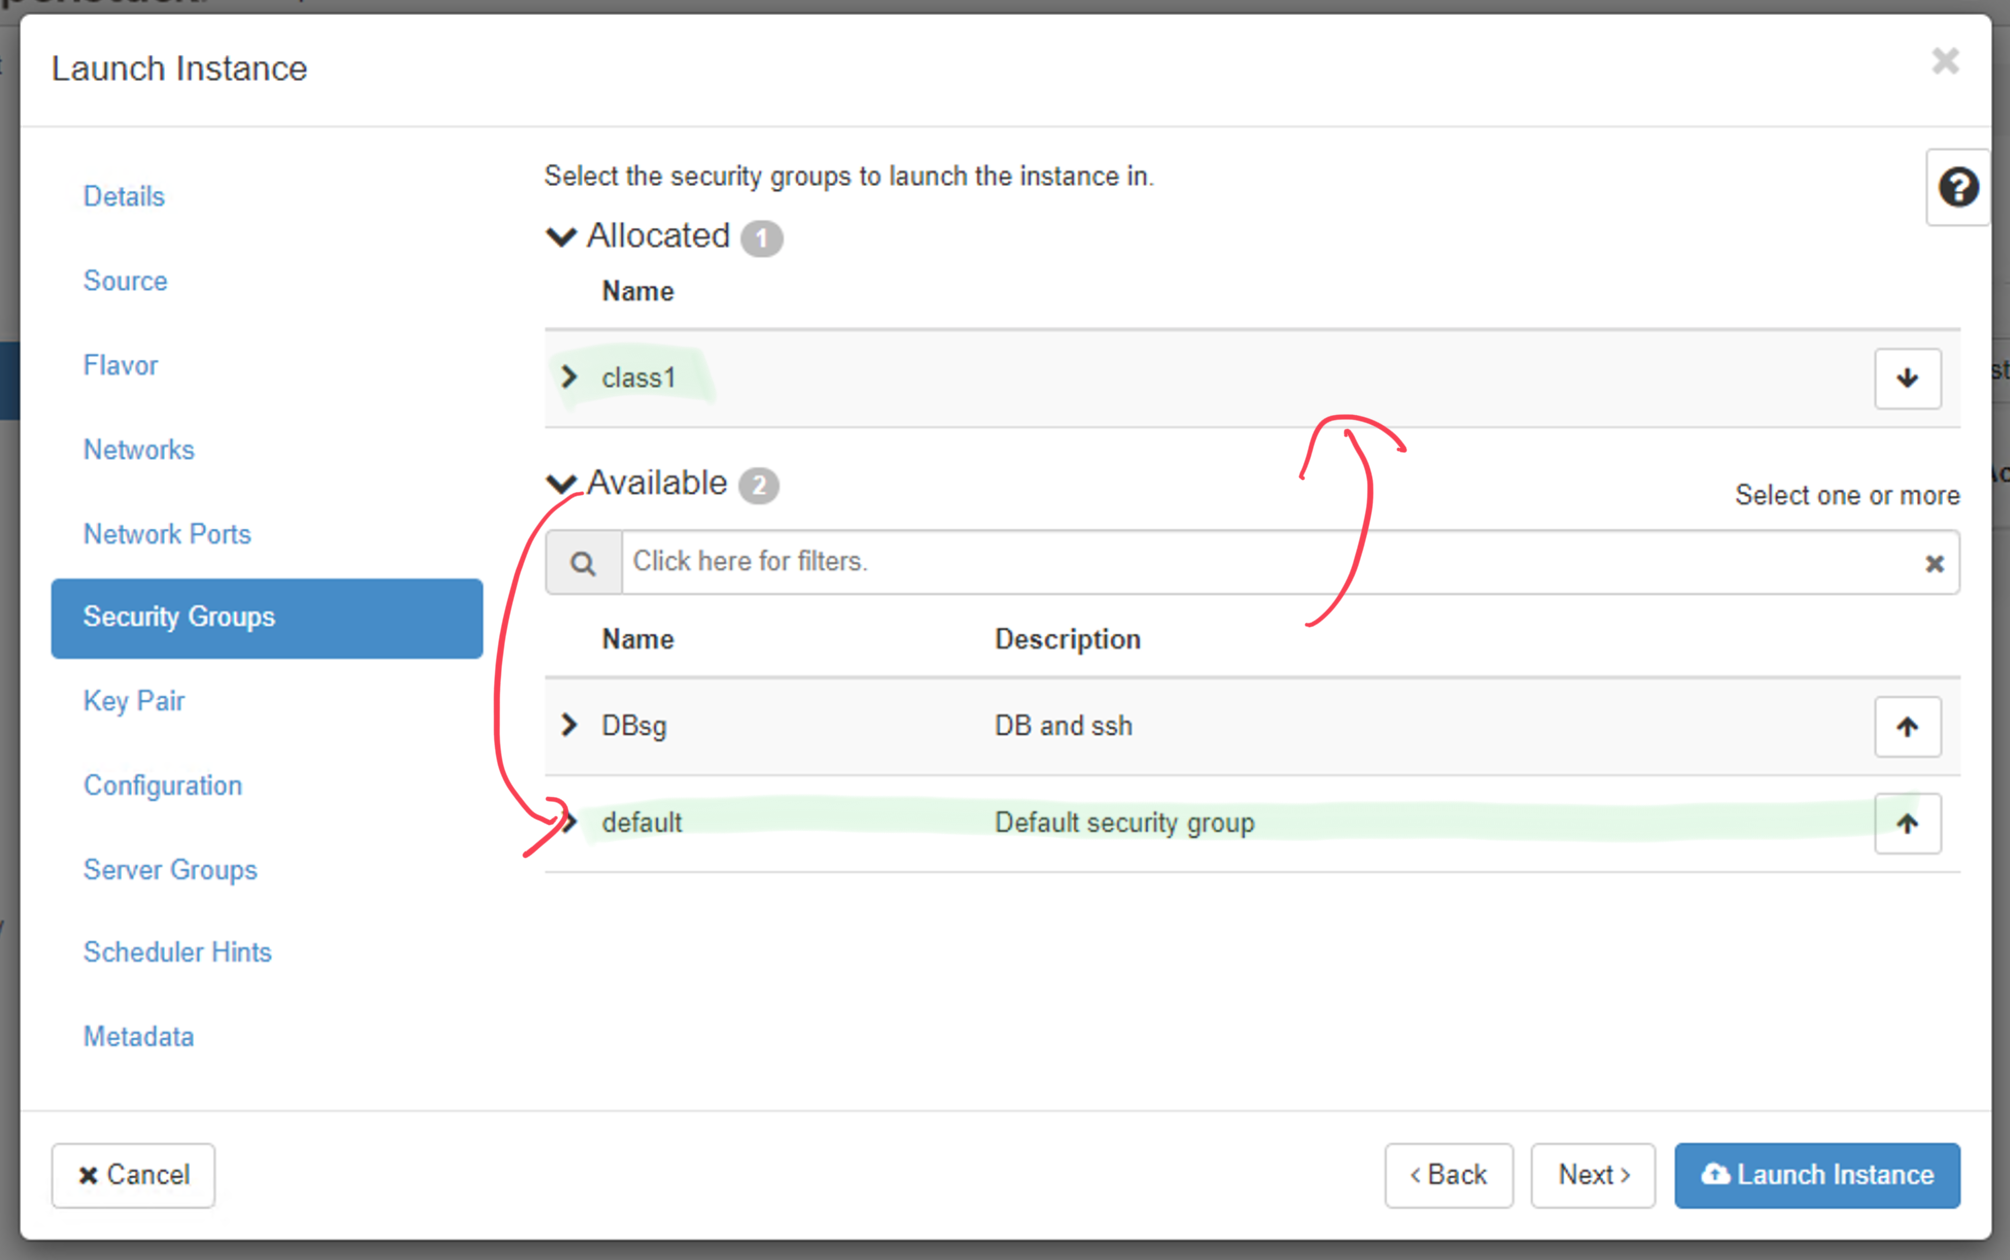 Launch Instance
Details
Source
Flavor
Networks
Network Ports
Security Groups
Key Pair
Configuration
Server Groups
Scheduler Hints
Metadata
Select the security groups to launch the instance in.
Allocated 1
Name
class1
Available 2
Select one or more
Click here for filters.
Name Description
DBsg DB and ssh
default Default security group
Cancel
Back
Next
Launch Instance